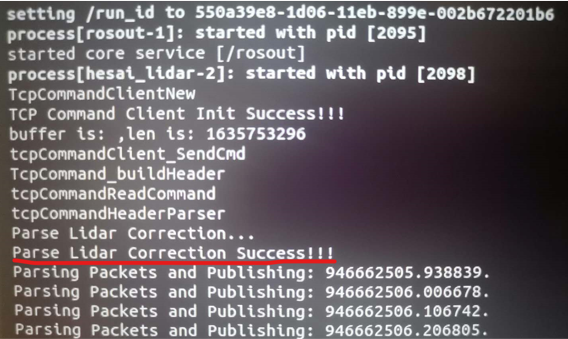 setting /run_id to 550a39e8-1d06-11eb-899e-002b672201b6
process[rosout-1]: started with pid [2095]
started core service [/rosout]
process[hesai_lidar-2]: started with pid [2098]
TcpCommandClientNew
TCP Command Client Init Success!!!
buffer is: ,len is: 1635753296
tcpCommandClient_SendCmd
TcpCommand_buildHeader
tcpCommandReadCommand
tcpCommandHeaderParser
Parse Lidar Correction...
Parse Lidar Correction Success!!!
Parsing Packets and Publishing: 946662505.938839.
Parsing Packets and Publishing: 946662506.006678.
Parsing Packets and Publishing: 946662506.106742.
Parsing Packets and Publishing: 946662506.206805.